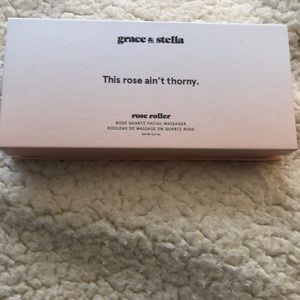 grace & stella
This rose ain't thorny.
rose roller
ROSE QUARTZ FACIAL MASSAGER
ROULEAU DE MASSAGE EN QUARTZ ROSE